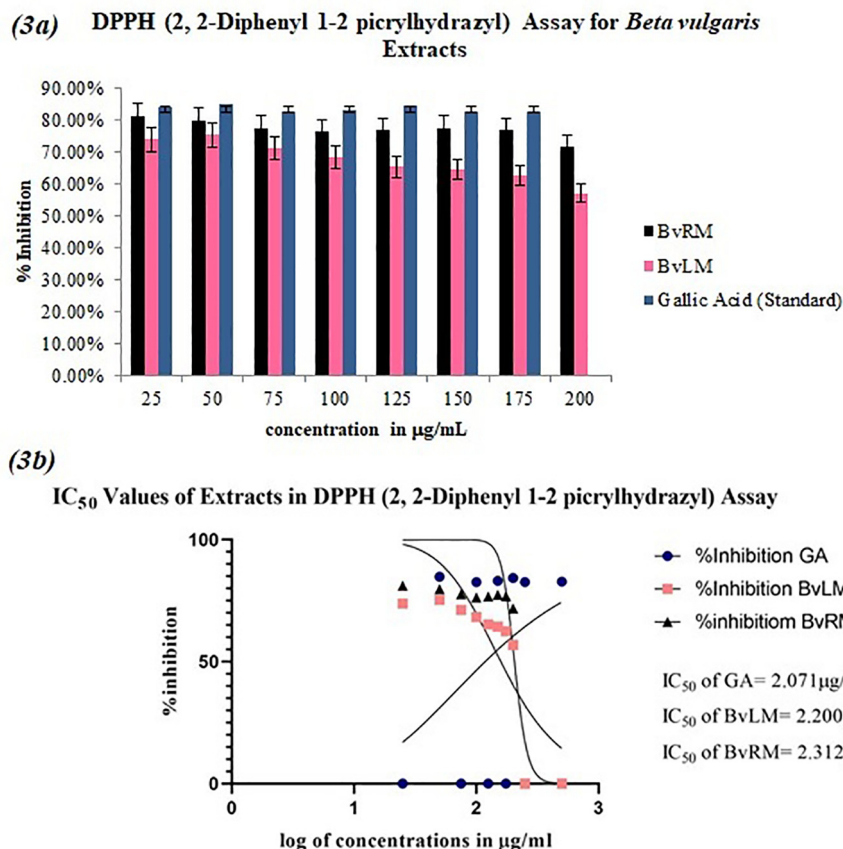 (3a) DPPH (2, 2-Diphenyl 1-2 picrylhydrazyl) Assay for Beta vulgaris
Extracts
90.00%
80.00%
70.00%
60.00%
50.00%
40.00%
30.00%
20.00%
10.00%
0.00%
%Inhibition
BvRM
BvLM
Gallic Acid (Standard)
25 50 75 100 125 150 175 200
concentration in µg/mL
(3b)
IC50 Values of Extracts in DPPH (2, 2-Diphenyl 1-2 picrylhydrazyl) Assay
100
50
0
%inhibition
%Inhibition GA
%Inhibition BvLM
%inhibitiom BvRM
IC50 of GA= 2.071µg/
IC50 of BvLM= 2.200
IC50 of BvRM= 2.312
0 1 2 3
log of concentrations in µg/ml